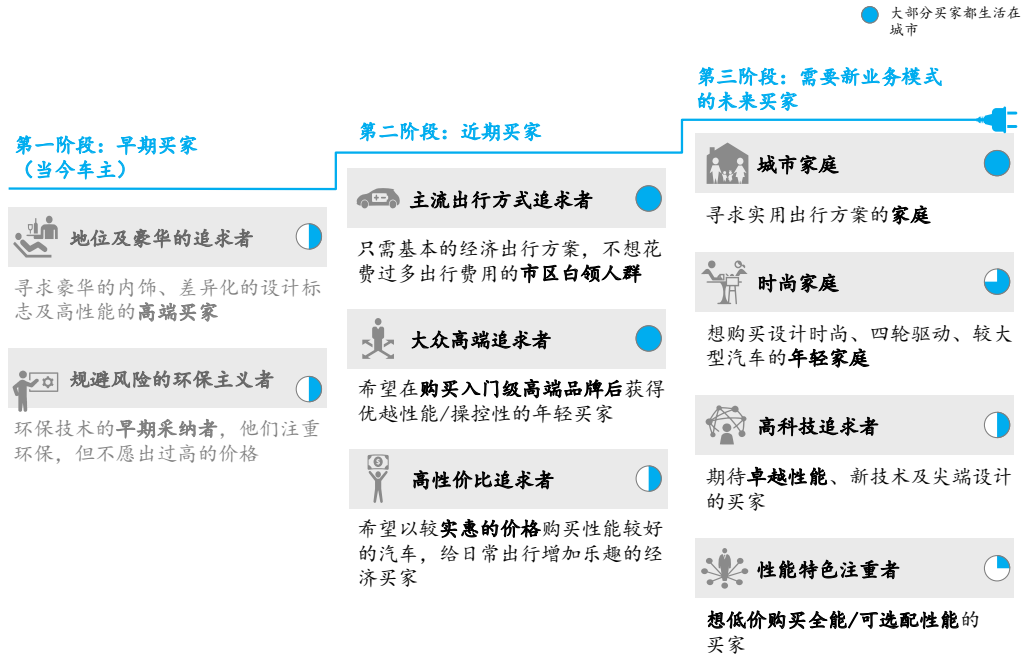 大部分买家都生活在
城市
第一阶段：早期买家
（当今车主）
地位及豪华的追求者
寻求豪华的内饰、差异化的设计标
志及高性能的高端买家
规避风险的环保主义者
环保技术的早期采纳者，他们注重
环保，但不愿出过高的价格
第二阶段：近期买家
主流出行方式追求者
只需基本的经济出行方案，不想花
费过多出行费用的市区白领人群
大众高端追求者
希望在购买入门级高端品牌后获得
优越性能/操控性的年轻买家
高性价比追求者
希望以较实惠的价格购买性能较好
的汽车，给日常出行增加乐趣的经
济买家
第三阶段：需要新业务模式
的未来买家
城市家庭
寻求实用出行方案的家庭
时尚家庭
想购买设计时尚、四轮驱动、较大
型汽车的年轻家庭
高科技追求者
期待卓越性能、新技术及尖端设计
的买家
性能特色注重者
想低价购买全能/可选配性能的
买家